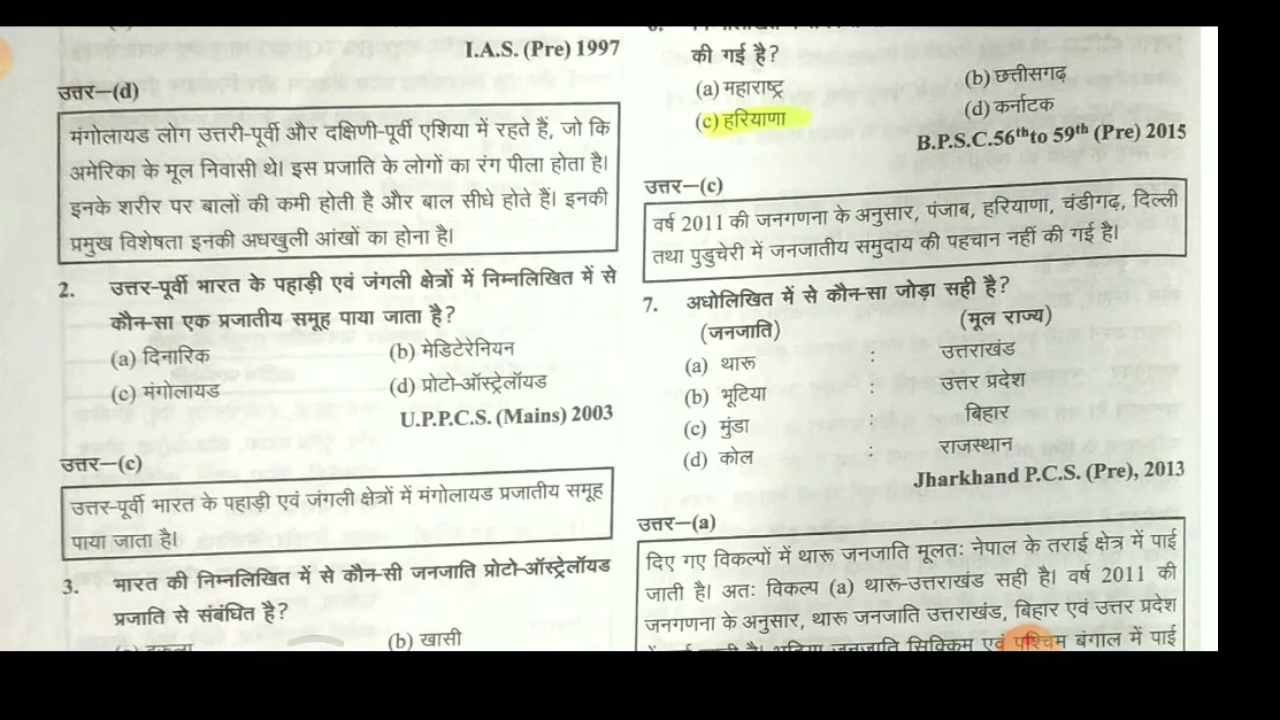 I.A.S. (Pre) 1997
उत्तर—(d)
मंगोलायड लोग उत्तरी-पूर्वी और दक्षिणी-पूर्वी एशिया में रहते हैं, जो कि
अमेरिका के मूल निवासी थे। इस प्रजाति के लोगों का रंग पीला होता है।
इनके शरीर पर बालों की कमी होती है और बाल सीधे होते हैं। इनकी
प्रमुख विशेषता इनकी अधखुली आंखों का होना है।
2. उत्तर-पूर्वी भारत के पहाड़ी एवं जंगली क्षेत्रों में निम्नलिखित में से
कौन-सा एक प्रजातीय समूह पाया जाता है?
(a) दिनारिक (b) मेडिटेरेनियन
(c) मंगोलायड (d) प्रोटो-ऑस्ट्रेलॉयड
U.P.P.C.S. (Mains) 2003
उत्तर—(c)
उत्तर-पूर्वी भारत के पहाड़ी एवं जंगली क्षेत्रों में मंगोलायड प्रजातीय समूह
पाया जाता है।
3. भारत की निम्नलिखित में से कौन-सी जनजाति प्रोटो-ऑस्ट्रेलॉयड
प्रजाति से संबंधित है?
(b) खासी
की गई है?
(a) महाराष्ट्र (b) छत्तीसगढ़
(c) हरियाणा (d) कर्नाटक
B.P.S.C.56th to 59th (Pre) 2015
उत्तर—(c)
वर्ष 2011 की जनगणना के अनुसार, पंजाब, हरियाणा, चंडीगढ़, दिल्ली
तथा पुडुचेरी में जनजातीय समुदाय की पहचान नहीं की गई है।
7. अधोलिखित में से कौन-सा जोड़ा सही है?
(जनजाति) (मूल राज्य)
(a) थारू : उत्तराखंड
(b) भूटिया : उत्तर प्रदेश
(c) मुंडा : बिहार
(d) कोल : राजस्थान
Jharkhand P.C.S. (Pre), 2013
उत्तर—(a)
दिए गए विकल्पों में थारू जनजाति मूलतः नेपाल के तराई क्षेत्र में पाई
जाती है। अतः विकल्प (a) थारू-उत्तराखंड सही है। वर्ष 2011 की
जनगणना के अनुसार, थारू जनजाति उत्तराखंड, बिहार एवं उत्तर प्रदेश
भूटिया जनजाति सिक्किम एवं पश्चिम बंगाल में पाई